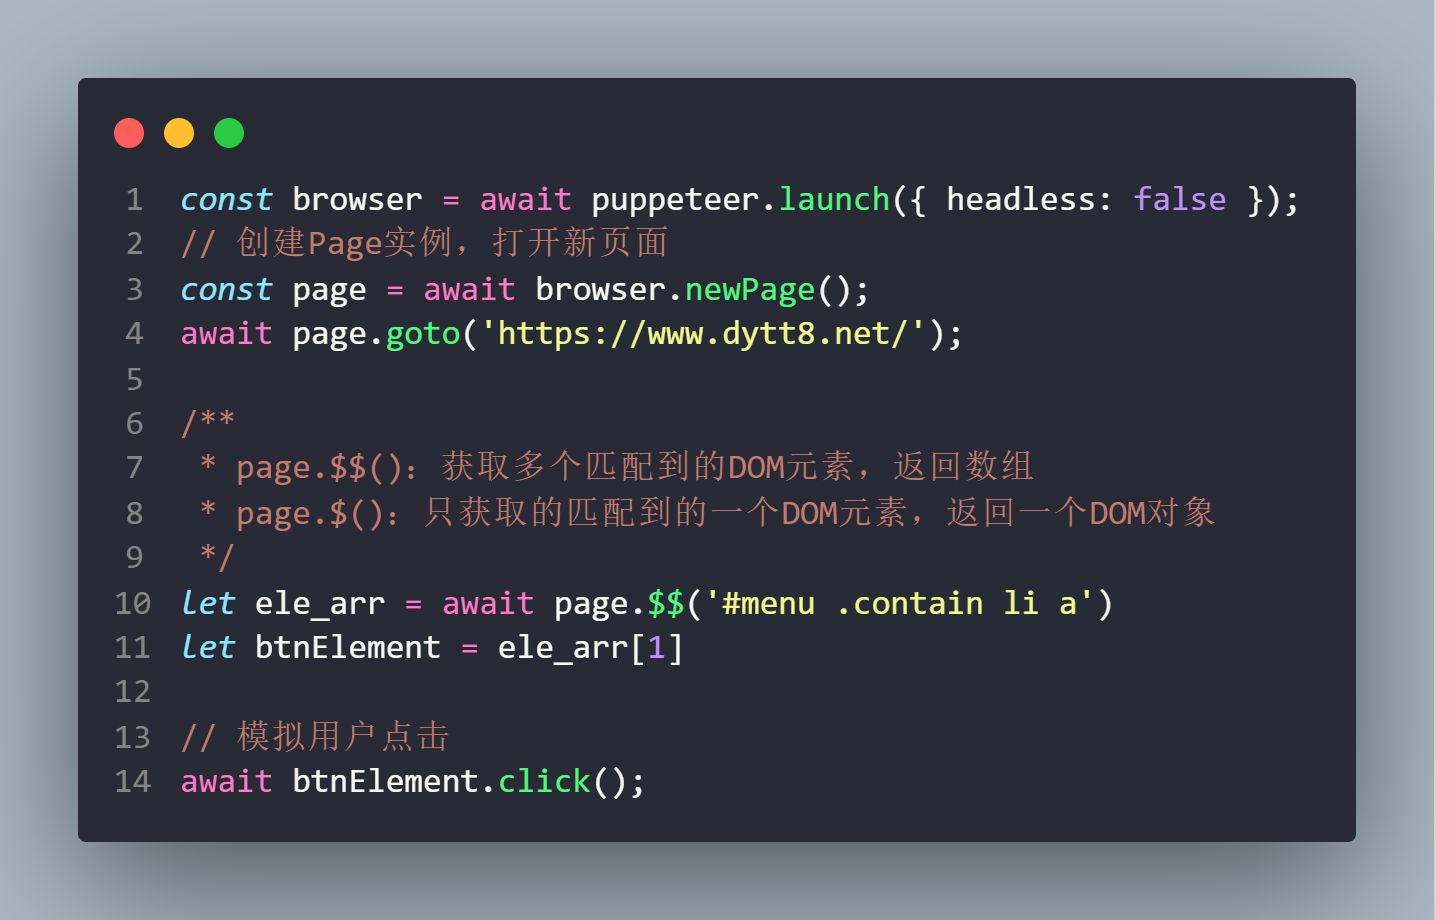 1 const browser = await puppeteer.launch({ headless: false });
2 // 创建Page实例，打开新页面
3 const page = await browser.newPage();
4 await page.goto('https://www.dytt8.net/');
5
6 /**
7  * page.$$()：获取多个匹配到的DOM元素，返回数组
8  * page.$()：只获取的匹配到的一个DOM元素，返回一个DOM对象
9  */
10 let ele_arr = await page.$$('#menu .contain li a')
11 let btnElement = ele_arr[1]
12
13 // 模拟用户点击
14 await btnElement.click();